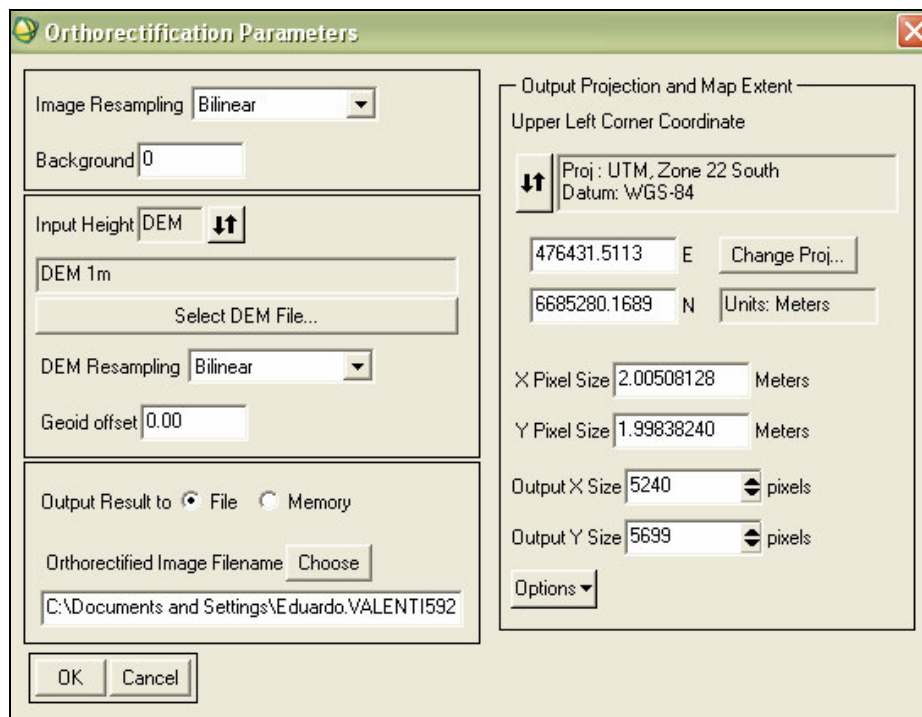 Orthorectification Parameters
Image Resampling Bilinear
Background 0
Input Height DEM
DEM 1m
Select DEM File...
DEM Resampling Bilinear
Geoid offset 0.00
Output Result to File Memory
Orthorectified Image Filename Choose
C:\Documents and Settings\Eduardo.VALENTI592
OK Cancel
Output Projection and Map Extent
Upper Left Corner Coordinate
Proj : UTM, Zone 22 South
Datum: WGS-84
476431.5113 E Change Proj...
6685280.1689 N Units: Meters
X Pixel Size 2.00508128 Meters
Y Pixel Size 1.99838240 Meters
Output X Size 5240 pixels
Output Y Size 5699 pixels
Options